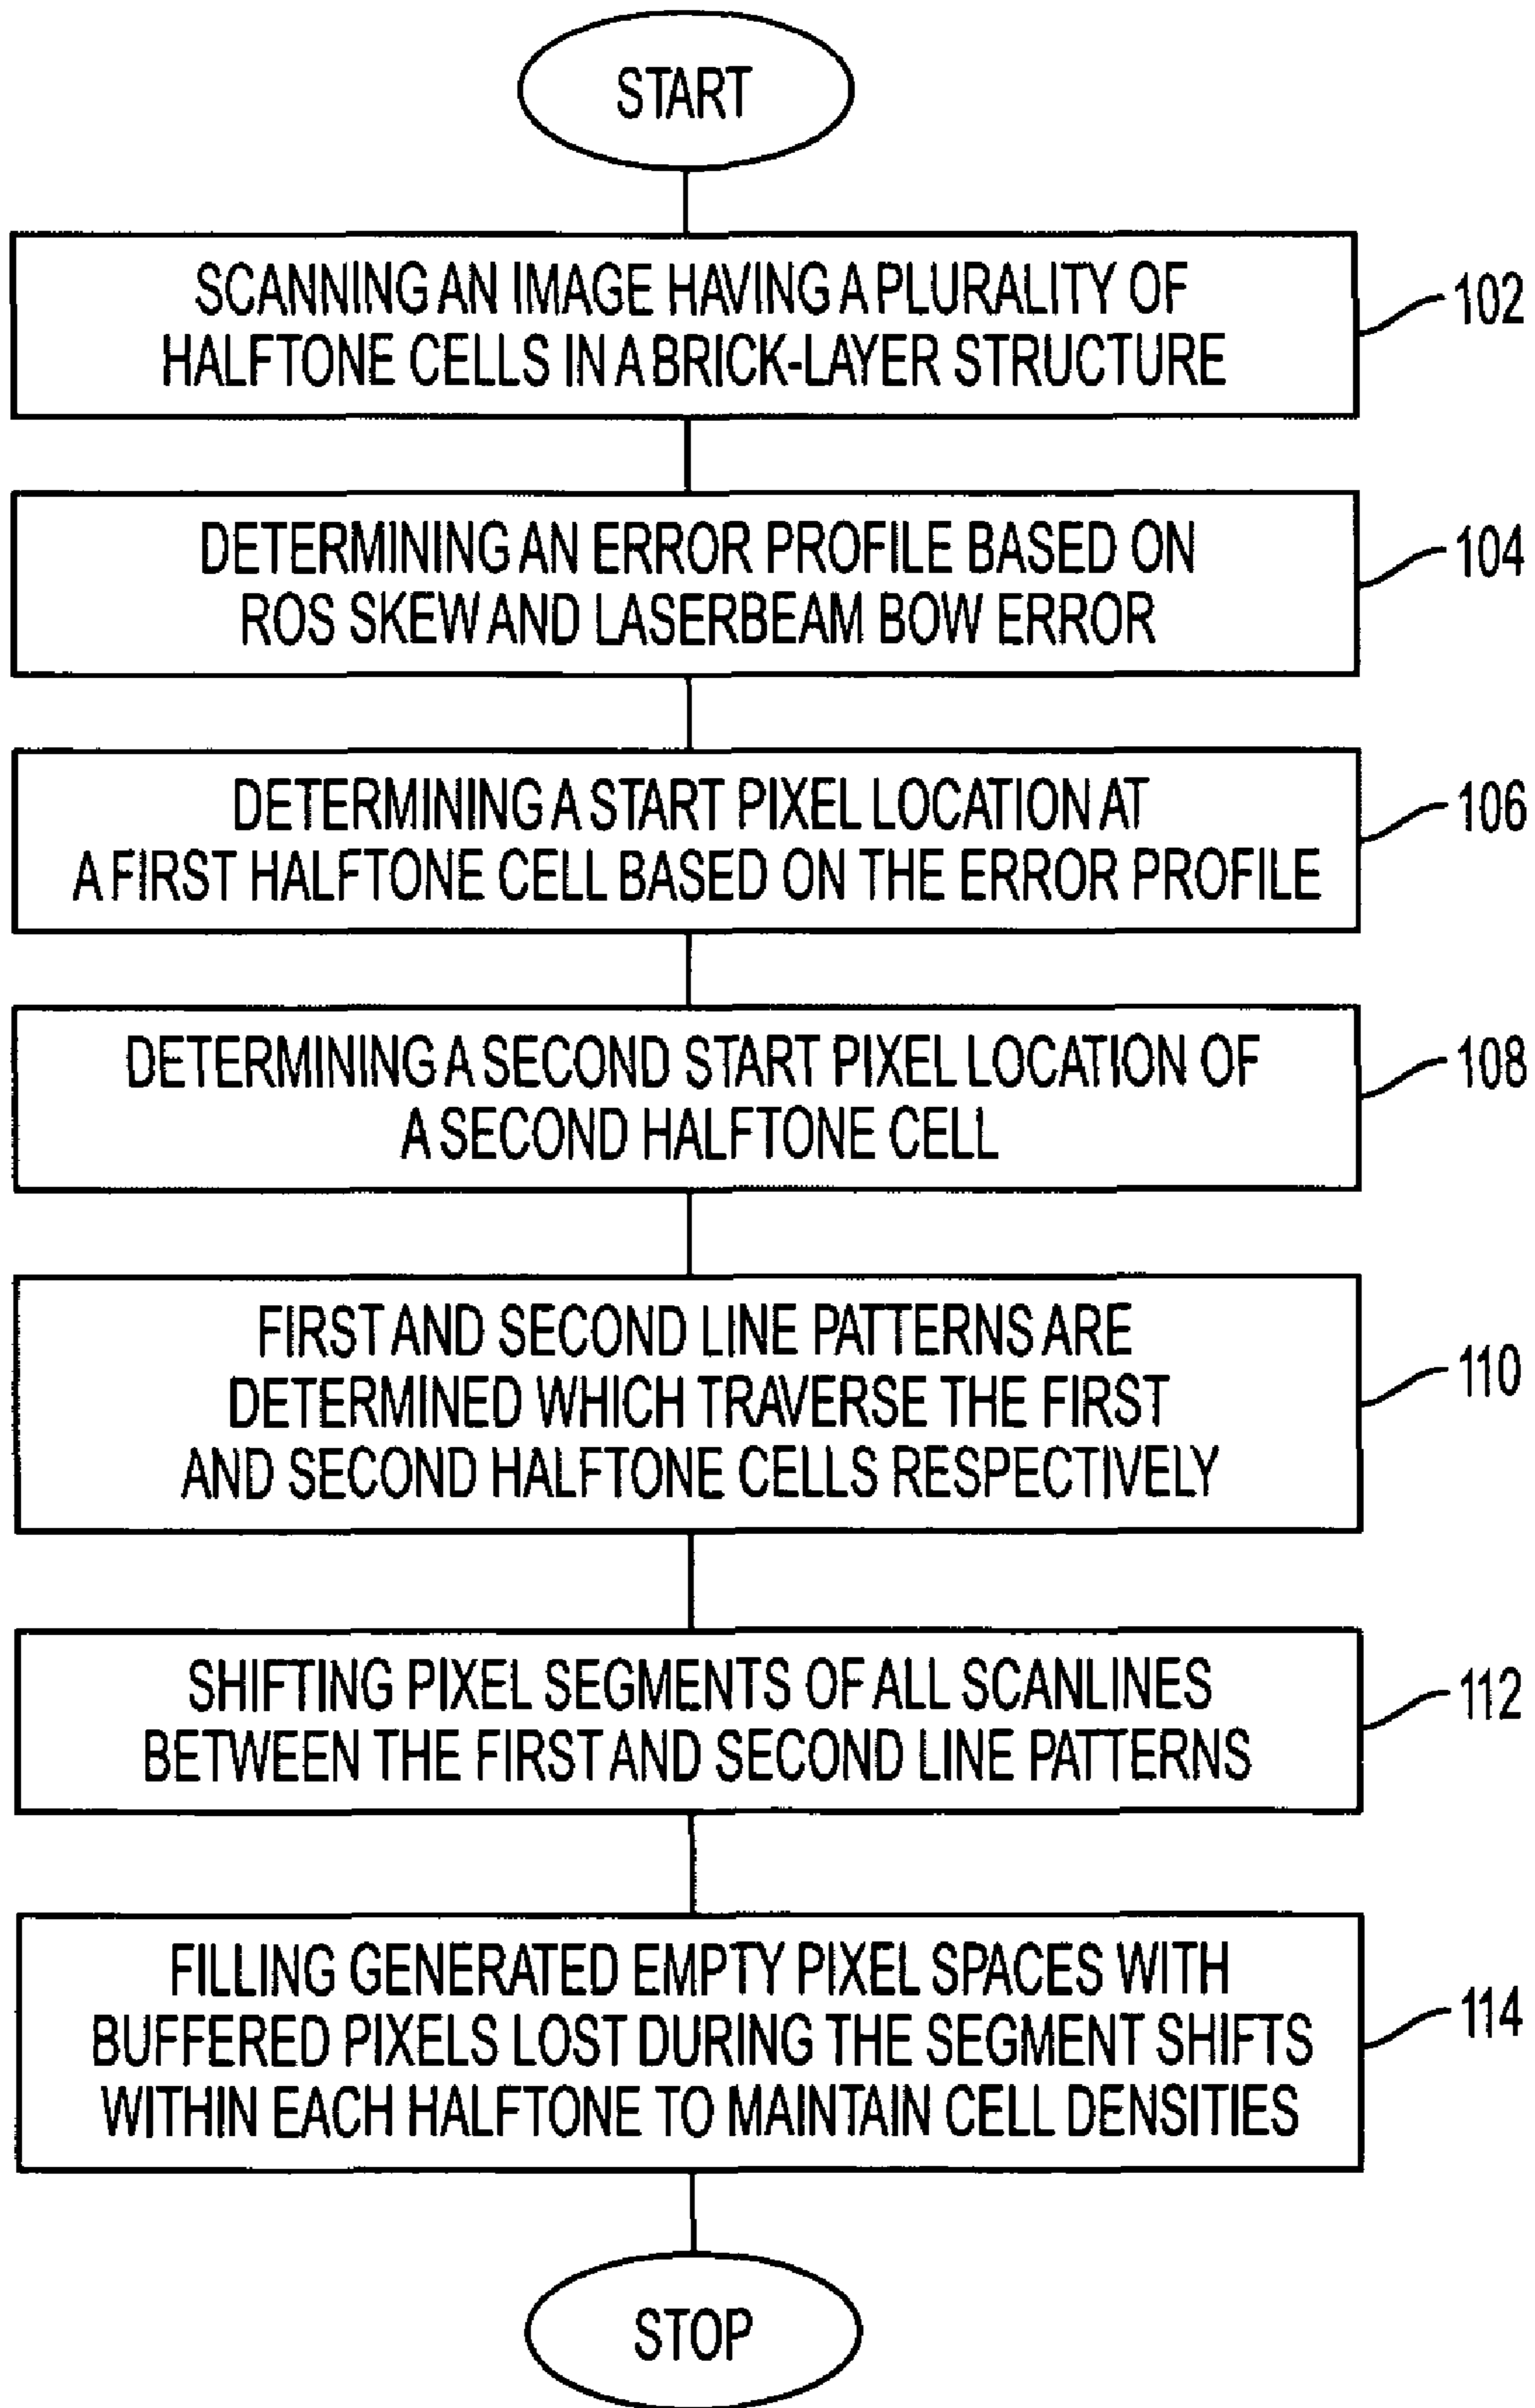 START
SCANNING AN IMAGE HAVING A PLURALITY OF
HALFTONE CELLS IN A BRICK-LAYER STRUCTURE
102
DETERMINING AN ERROR PROFILE BASED ON
ROS SKEW AND LASERBEAM BOW ERROR
104
DETERMINING A START PIXEL LOCATION AT
A FIRST HALFTONE CELL BASED ON THE ERROR PROFILE
106
DETERMINING A SECOND START PIXEL LOCATION OF
A SECOND HALFTONE CELL
108
FIRST AND SECOND LINE PATTERNS ARE
DETERMINED WHICH TRAVERSE THE FIRST
AND SECOND HALFTONE CELLS RESPECTIVELY
110
SHIFTING PIXEL SEGMENTS OF ALL SCANLINES
BETWEEN THE FIRST AND SECOND LINE PATTERNS
112
FILLING GENERATED EMPTY PIXEL SPACES WITH
BUFFERED PIXELS LOST DURING THE SEGMENT SHIFTS
WITHIN EACH HALFTONE TO MAINTAIN CELL DENSITIES
114
STOP